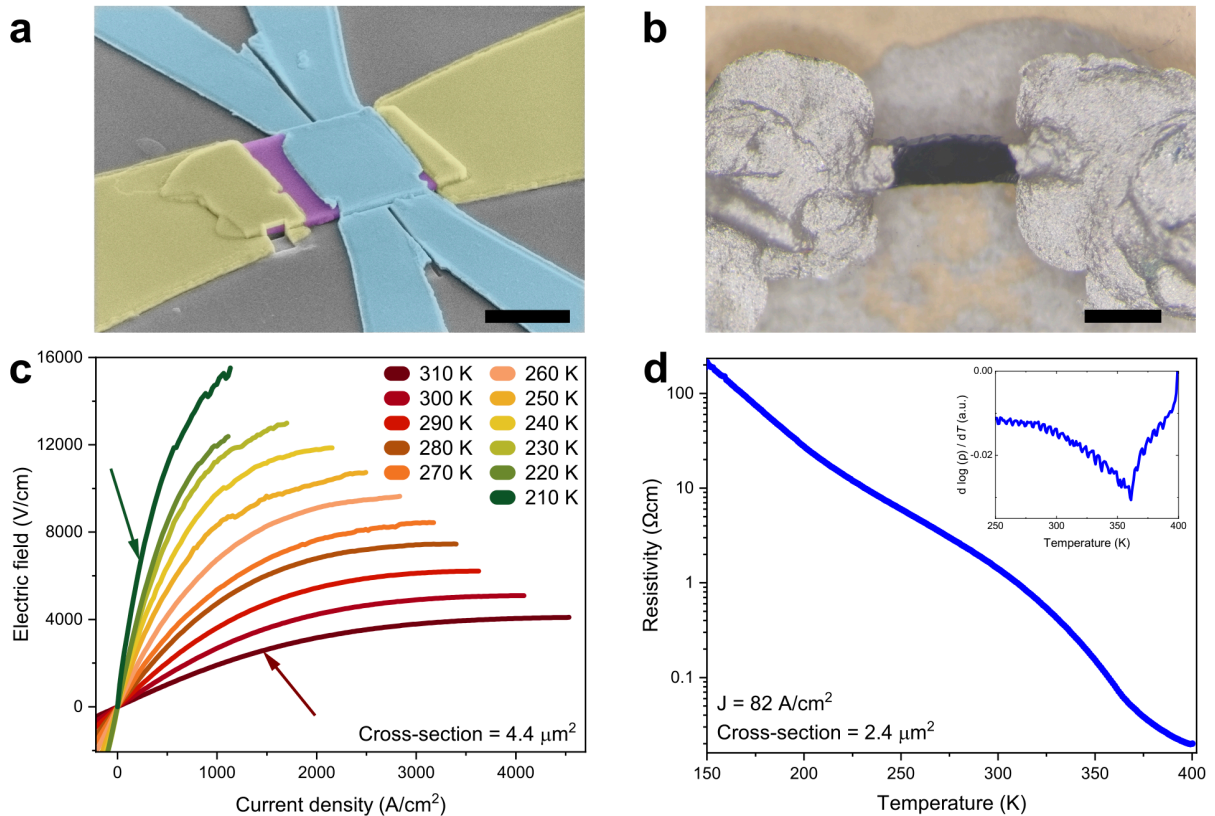 a
b
c
16000
12000
8000
4000
0
Electric field (V/cm)
310 K
300 K
290 K
280 K
270 K
260 K
250 K
240 K
230 K
220 K
210 K
Cross-section = 4.4 μm²
0
1000
2000
3000
4000
Current density (A/cm²)
d
100
10
1
0.1
Resistivity (Ωcm)
0.00
-0.02
d log (ρ) / dT (a.u.)
250
300
350
400
Temperature (K)
J = 82 A/cm²
Cross-section = 2.4 μm²
150
200
250
300
350
400
Temperature (K)